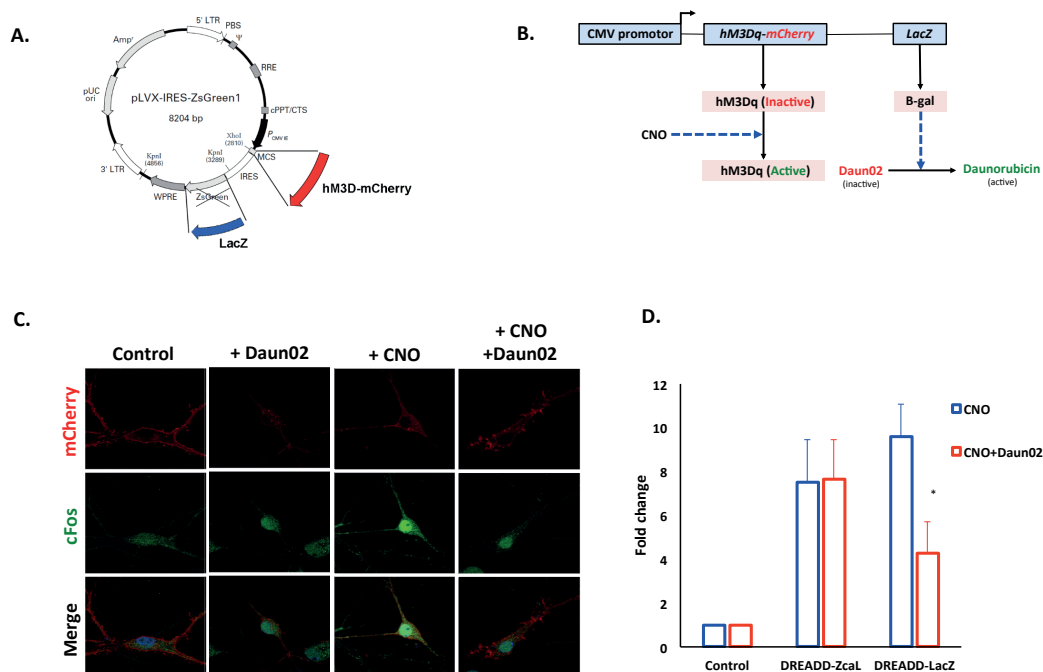 A.
5' LTR
PBS
Ψ
RRE
cPPT/CTS
P CMV IE
XhoI
(2810)
MCS
KpnI
(3289)
IRES
ZsGreen
WPRE
KpnI
(4856)
3' LTR
pUC
ori
Ampʳ
pLVX-IRES-ZsGreen1
8204 bp
hM3D-mCherry
LacZ
B.
CMV promotor
hM3Dq-mCherry
LacZ
hM3Dq (Inactive)
B-gal
CNO
hM3Dq (Active)
Daun02
(inactive)
Daunorubicin
(active)
C.
Control
+ Daun02
+ CNO
+ CNO
+Daun02
mCherry
cFos
Merge
D.
Fold change
12
10
8
6
4
2
0
CNO
CNO+Daun02
*
Control
DREADD-ZcaL
DREADD-LacZ